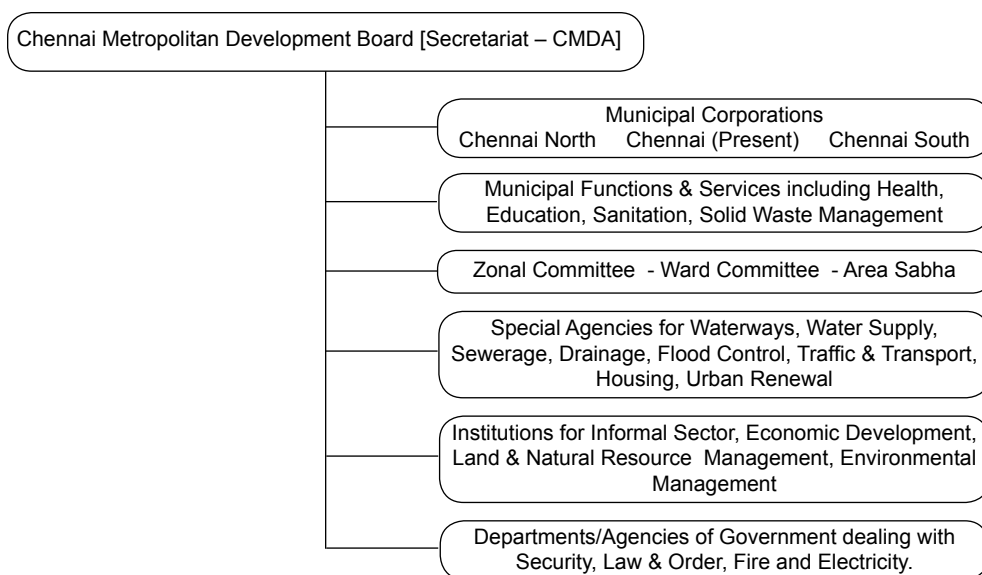 Chennai Metropolitan Development Board [Secretariat – CMDA]
Municipal Corporations
Chennai North Chennai (Present) Chennai South
Municipal Functions & Services including Health,
Education, Sanitation, Solid Waste Management
Zonal Committee - Ward Committee - Area Sabha
Special Agencies for Waterways, Water Supply,
Sewerage, Drainage, Flood Control, Traffic & Transport,
Housing, Urban Renewal
Institutions for Informal Sector, Economic Development,
Land & Natural Resource Management, Environmental
Management
Departments/Agencies of Government dealing with
Security, Law & Order, Fire and Electricity.